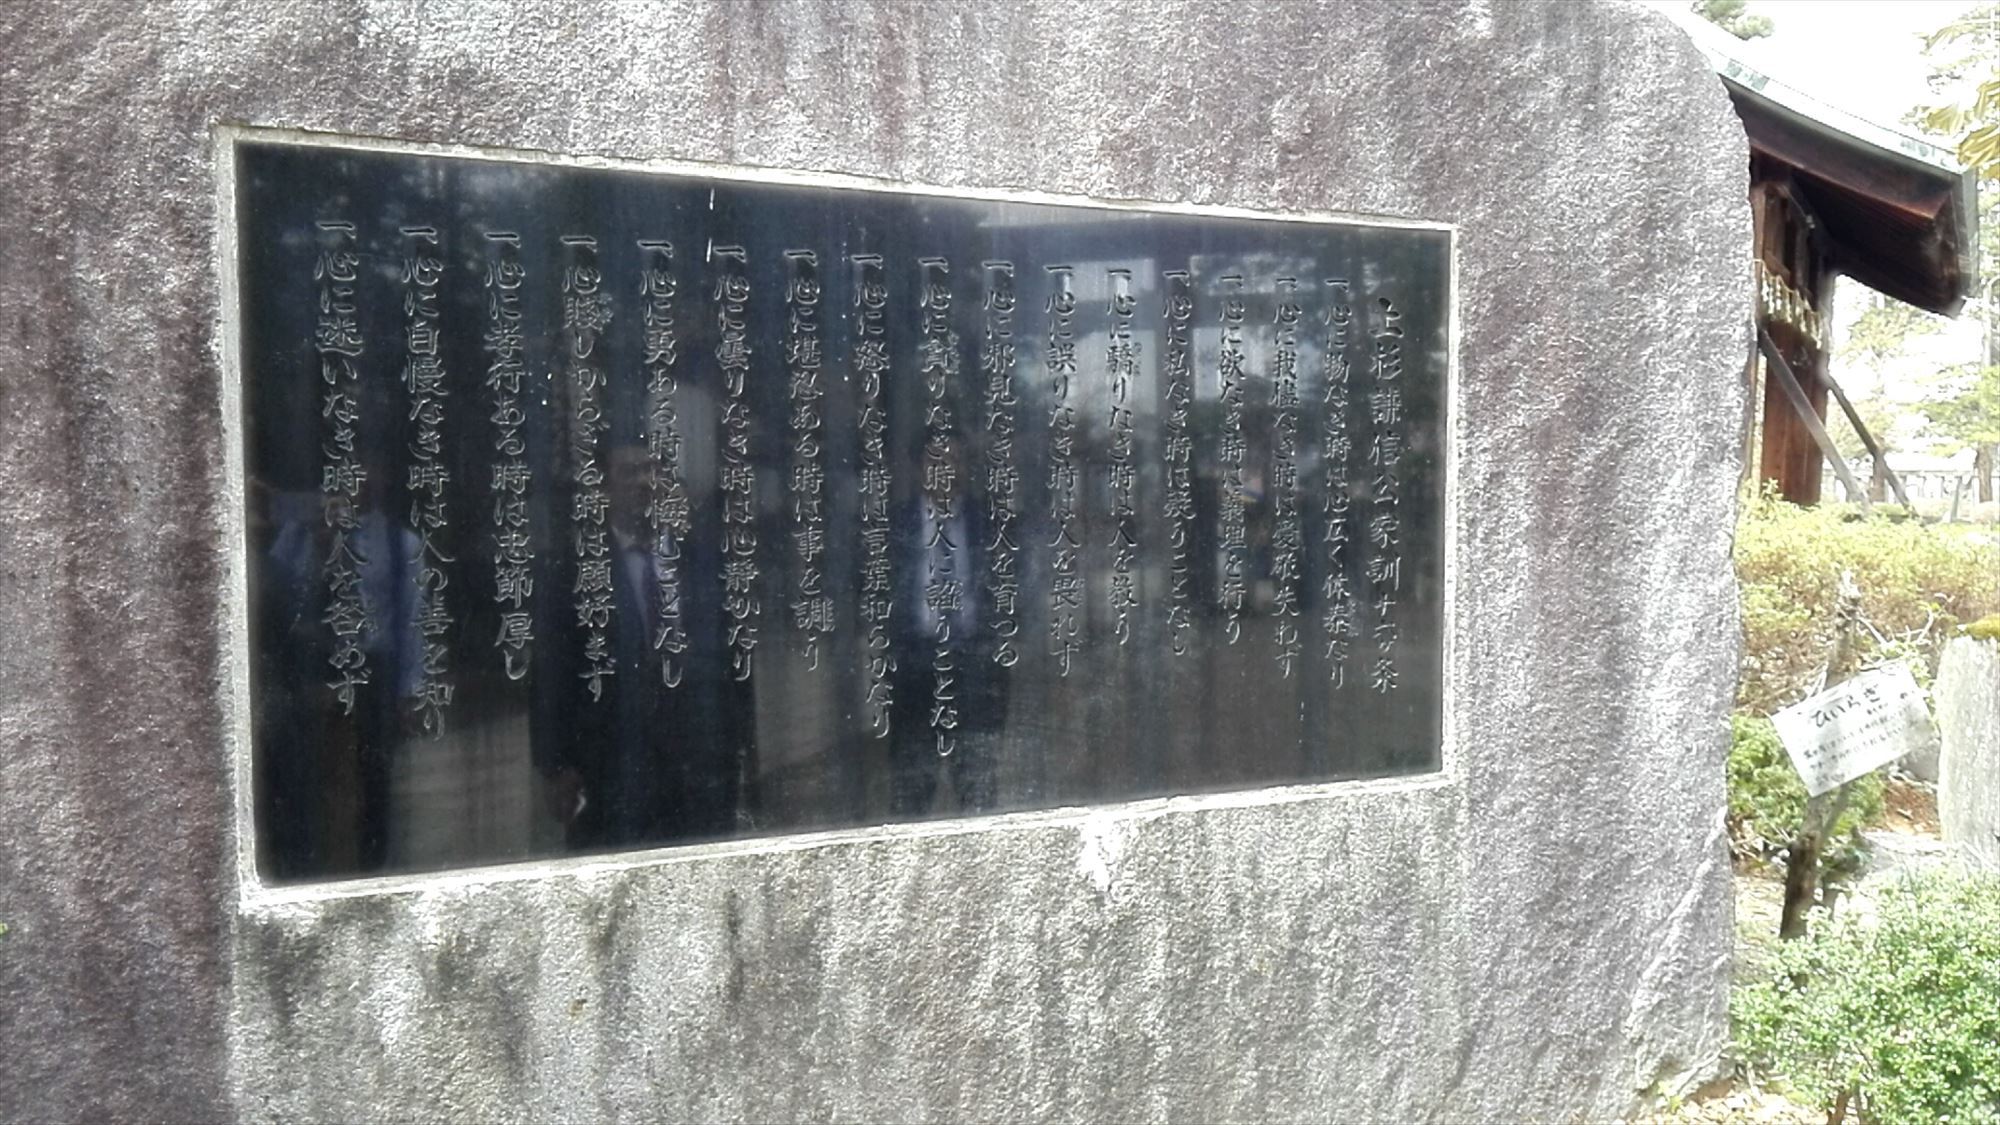 上杉謙信公家訓十六ヶ条
一、心に物なき時は心広く体泰なり
一、心に我儘なき時は愛敬失わず
一、心に欲なき時は義理を行う
一、心に私なき時は疑うことなし
一、心に驕りなき時は人を教う
一、心に誤りなき時は人を畏れず
一、心に邪見なき時は人を育つる
一、心に貪りなき時は人に諂うことなし
一、心に怒りなき時は言葉和らかなり
一、心に堪忍ある時は事を調う
一、心に曇りなき時は心静かなり
一、心に勇ある時は悔むことなし
一、心賤しからざる時は願好まず
一、心に孝行ある時は忠節厚し
一、心に自慢なき時は人の善を知り
一、心に迷いなき時は人を咎めず
ひいらぎ